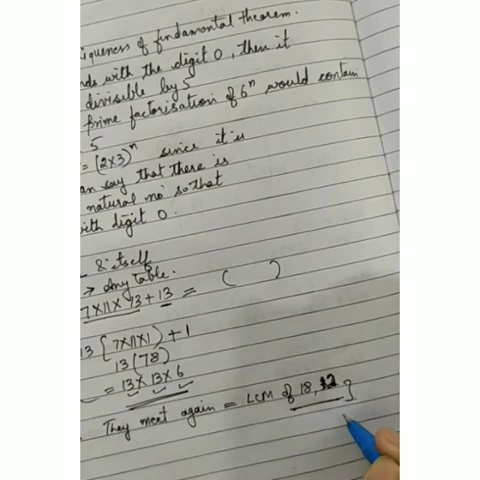 iqueness of fundamental theorem.
nds with the digit 0, then it
divisible by 5
prime factorisation of 6ⁿ would contain
5
= (2×3)ⁿ since it is
an say that there is
natural no so that
with digit 0.
& itself
→ Any table.
7×11×13+13 = ( )
13 [7×11×1) + 1
13(78)
= 13×13×6
They meet again = LCM of 18, 12]